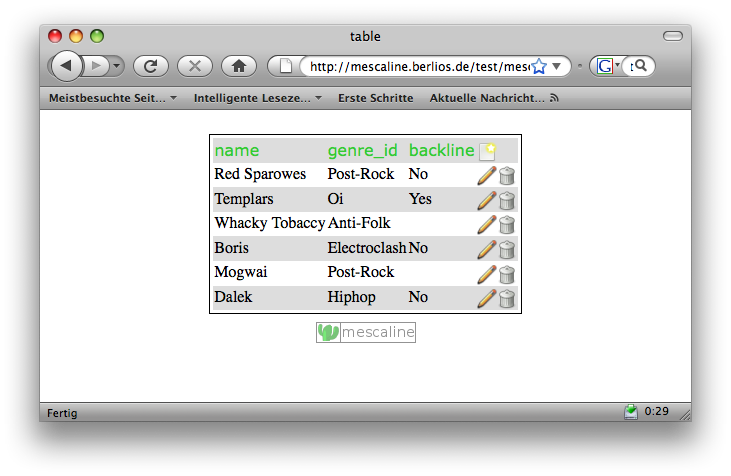 table
http://mescaline.berlios.de/test/mes
Meistbesuchte Seit... Intelligente Leseze... Erste Schritte Aktuelle Nachricht...
name genre_id backline
Red Sparowes Post-Rock No
Templars Oi Yes
Whacky Tobaccy Anti-Folk
Boris Electroclash No
Mogwai Post-Rock
Dalek Hiphop No
mescaline
Fertig 0:29